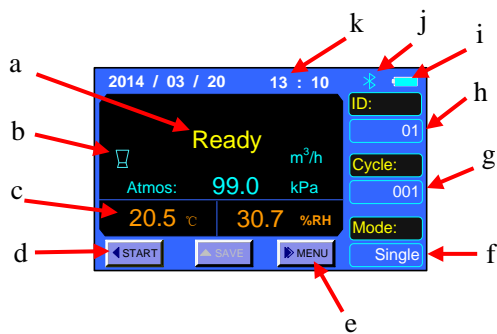 k
j
i
a
2014 / 03 / 20 13 : 10
ID:
h
01
Ready
b
m³/h
Cycle:
g
Atmos: 99.0 kPa
001
c
20.5 ℃ 30.7 %RH
Mode:
d
START SAVE MENU
Single
f
e